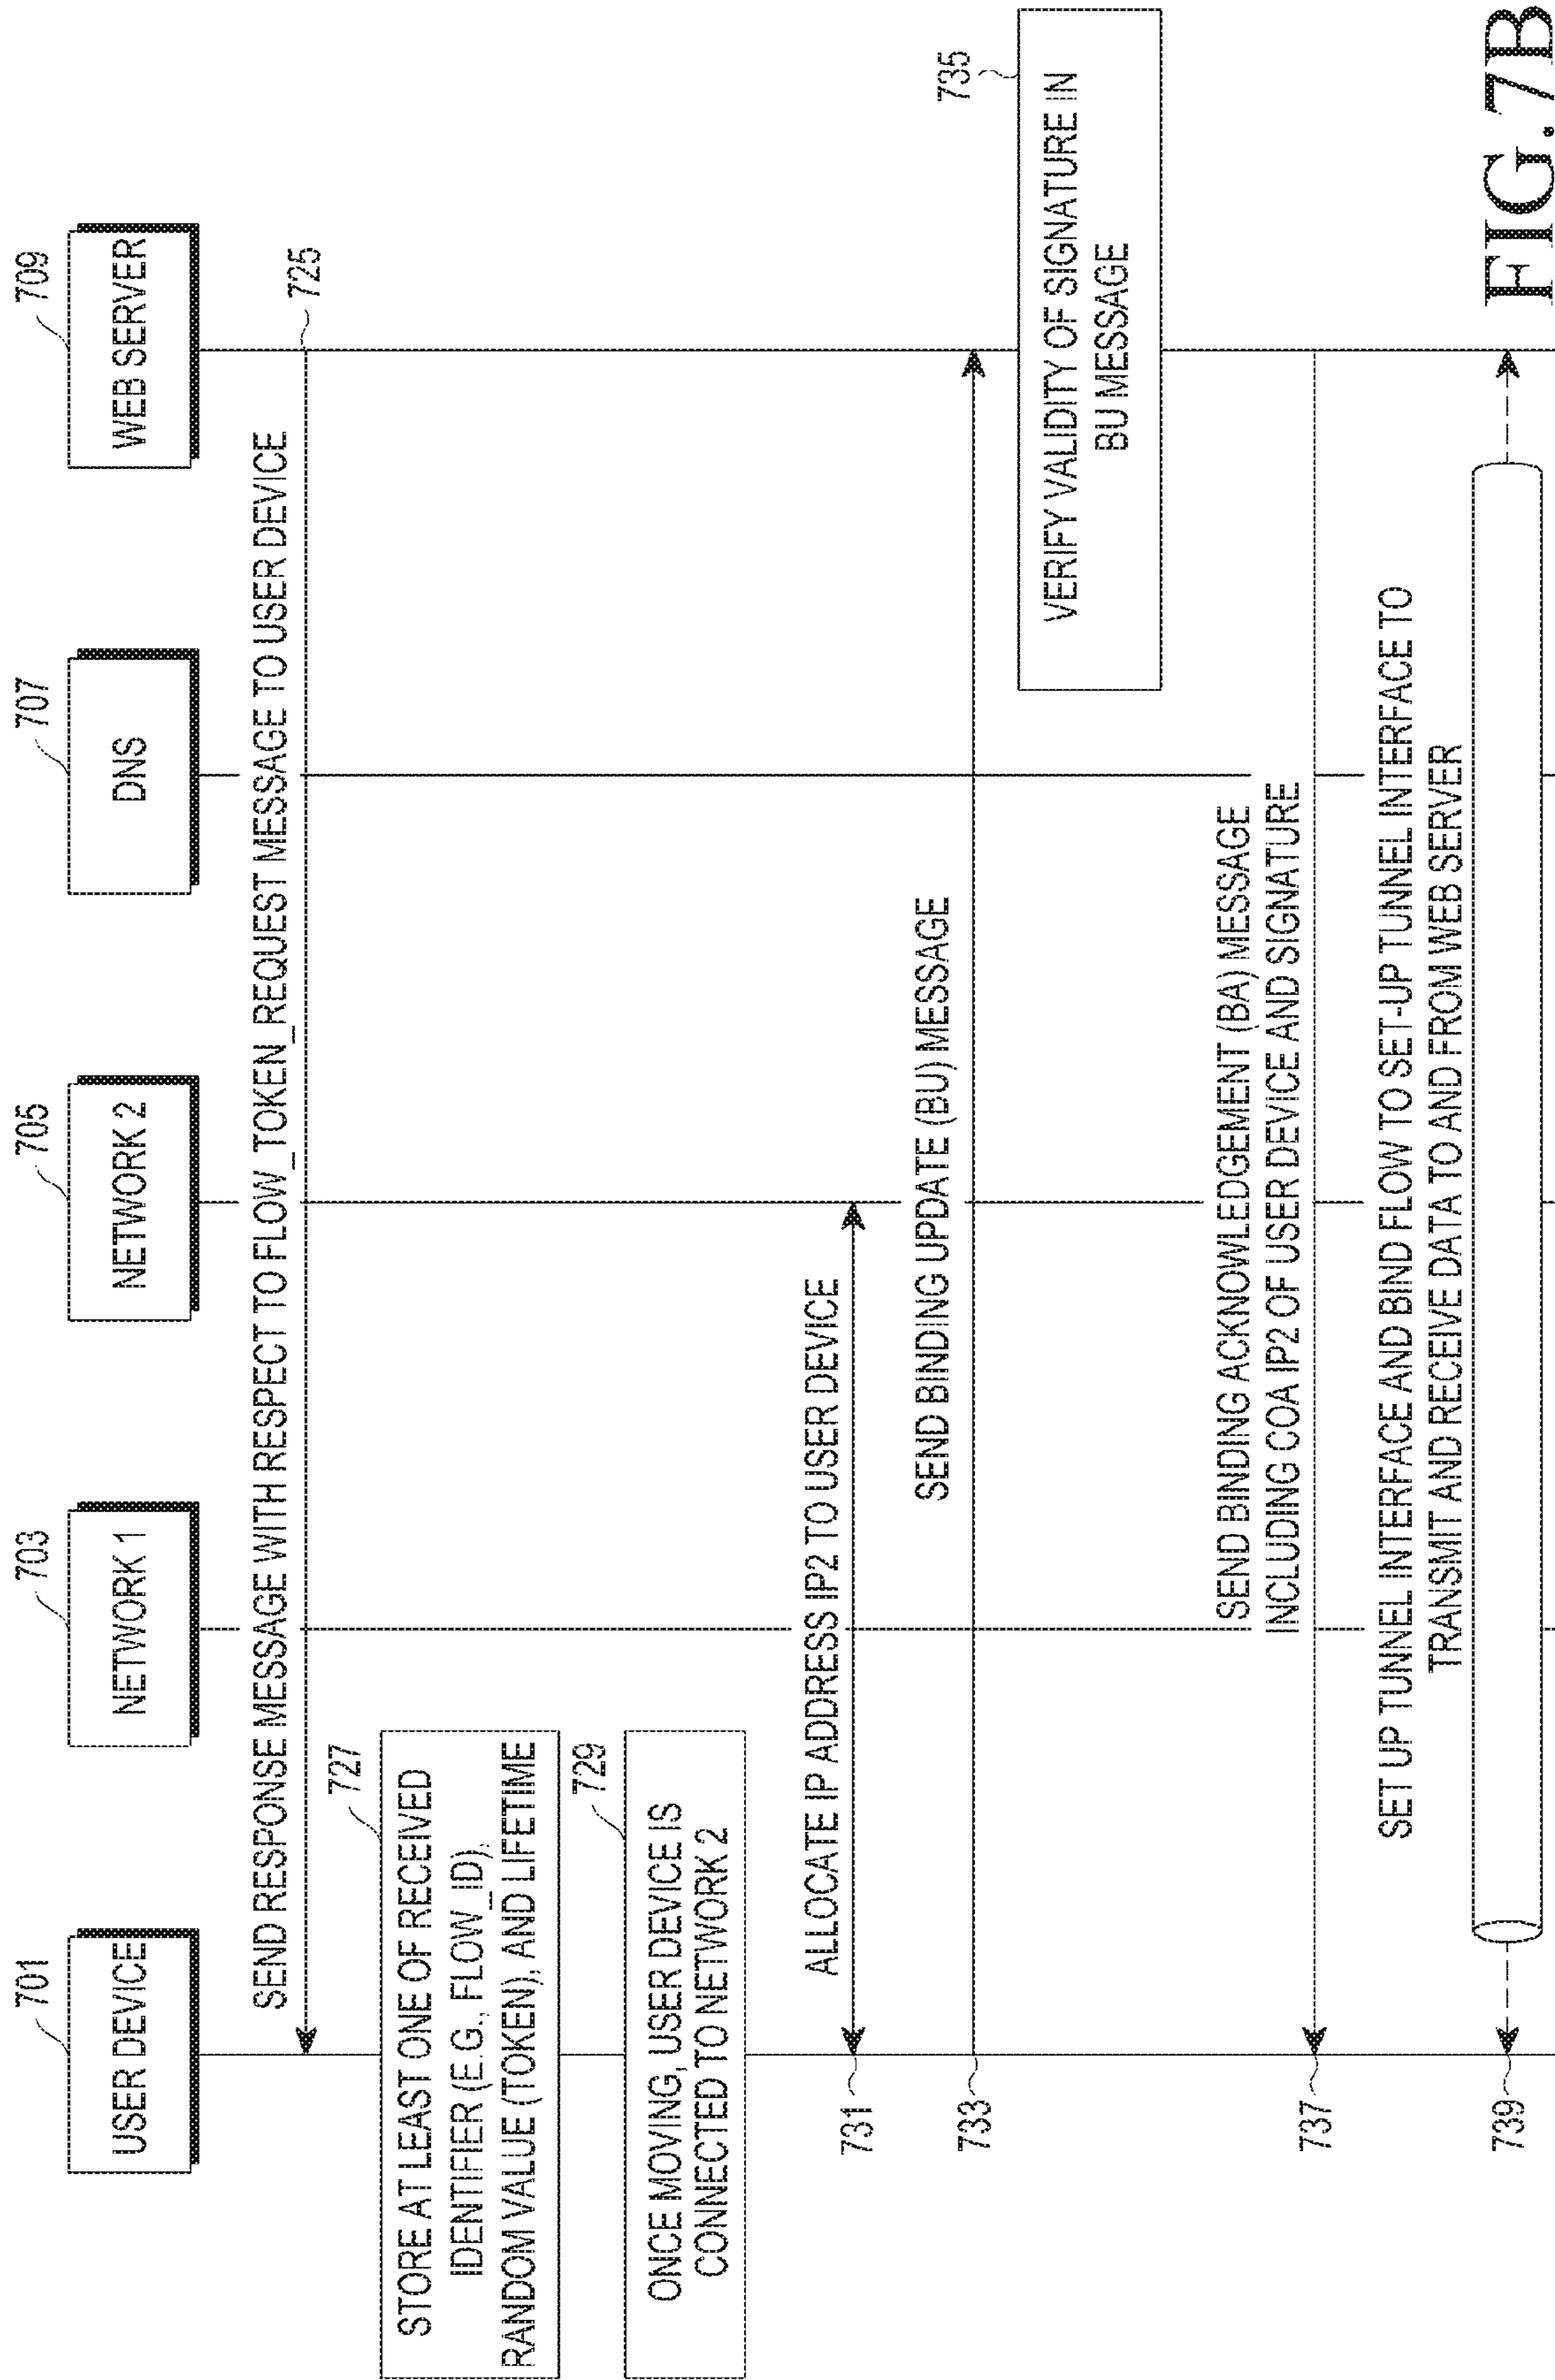 701
703
705
707
709
USER DEVICE
NETWORK 1
NETWORK 2
DNS
WEB SERVER
SEND RESPONSE MESSAGE WITH RESPECT TO FLOW_TOKEN_REQUEST MESSAGE TO USER DEVICE
725
727
STORE AT LEAST ONE OF RECEIVED
IDENTIFIER (E.G., FLOW_ID),
RANDOM VALUE (TOKEN), AND LIFETIME
729
ONCE MOVING, USER DEVICE IS
CONNECTED TO NETWORK 2
ALLOCATE IP ADDRESS IP2 TO USER DEVICE
731
SEND BINDING UPDATE (BU) MESSAGE
733
735
VERIFY VALIDITY OF SIGNATURE IN
BU MESSAGE
SEND BINDING ACKNOWLEDGEMENT (BA) MESSAGE
INCLUDING COA IP2 OF USER DEVICE AND SIGNATURE
737
SET UP TUNNEL INTERFACE AND BIND FLOW TO SET-UP TUNNEL INTERFACE TO
TRANSMIT AND RECEIVE DATA TO AND FROM WEB SERVER
739
FIG.7B